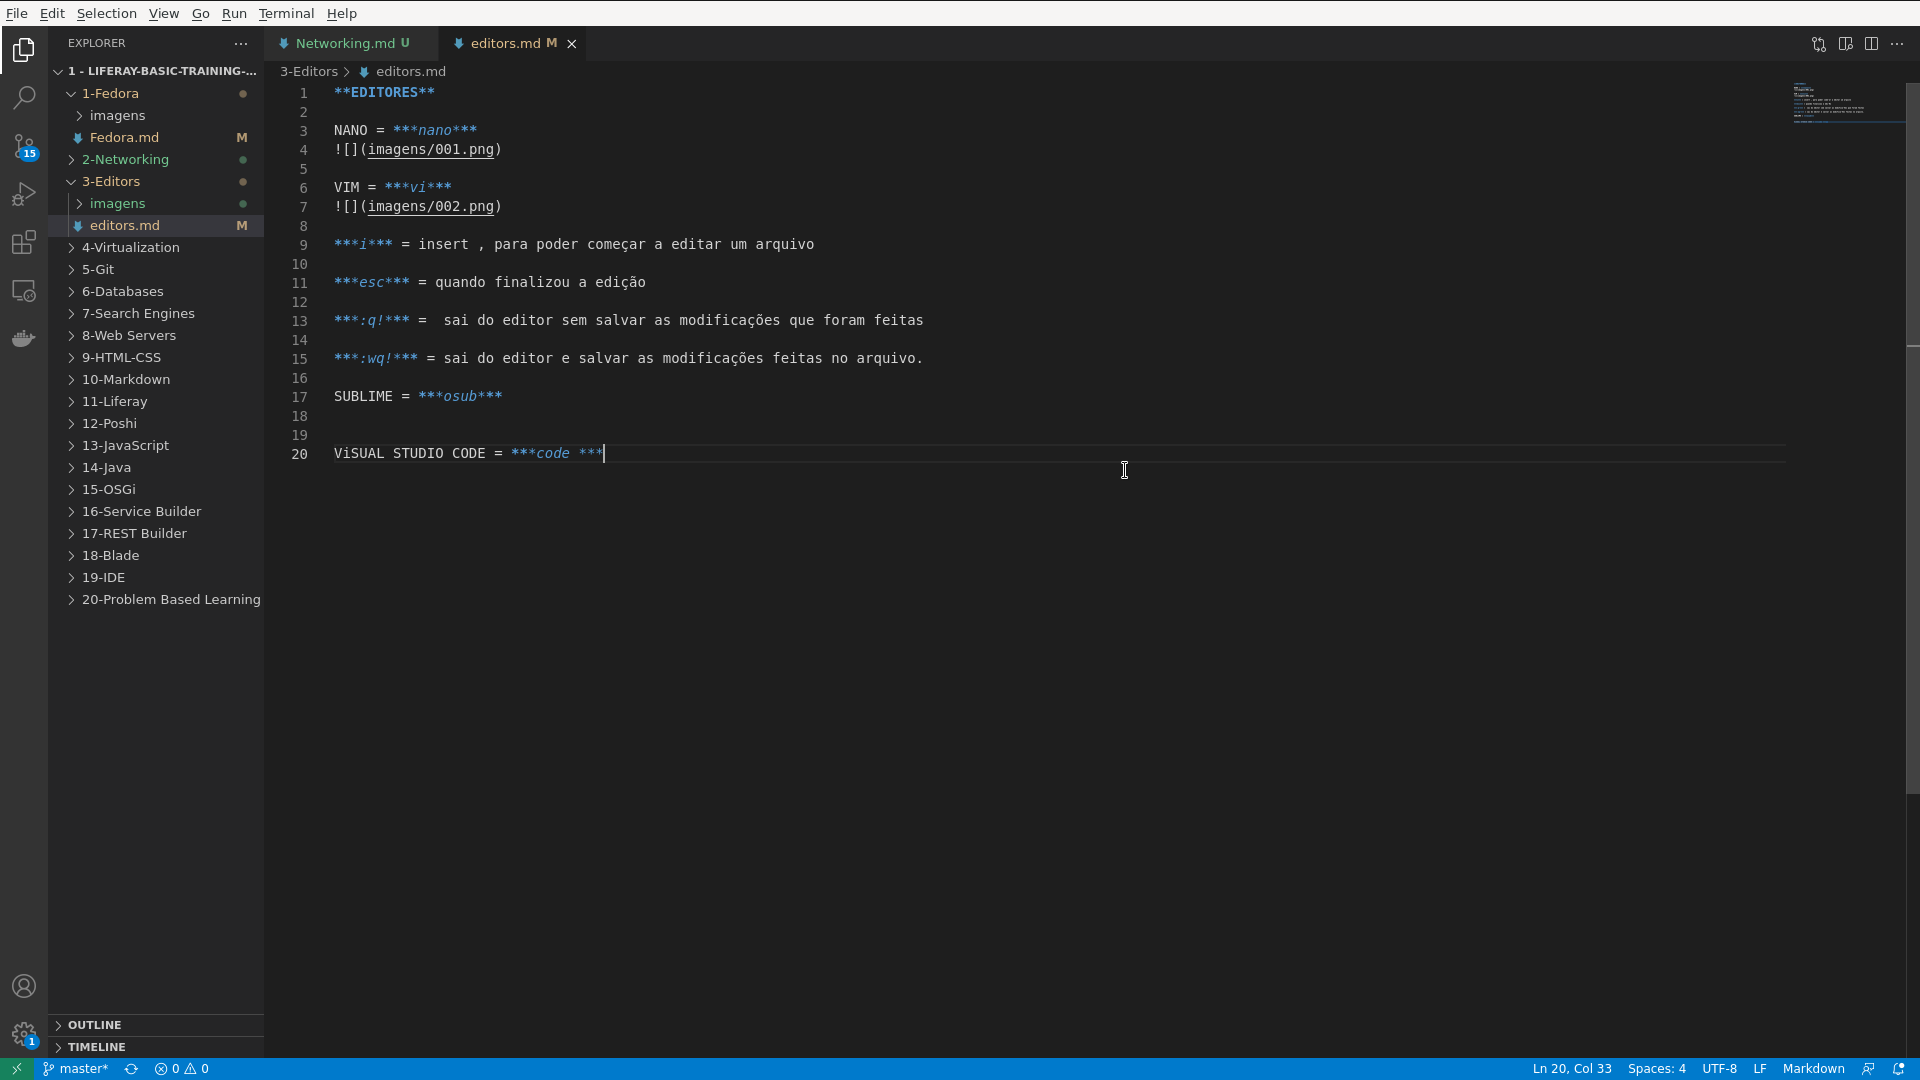 File Edit Selection View Go Run Terminal Help
EXPLORER
1 - LIFERAY-BASIC-TRAINING-...
1-Fedora
imagens
Fedora.md M
2-Networking
3-Editors
imagens
editors.md M
4-Virtualization
5-Git
6-Databases
7-Search Engines
8-Web Servers
9-HTML-CSS
10-Markdown
11-Liferay
12-Poshi
13-JavaScript
14-Java
15-OSGi
16-Service Builder
17-REST Builder
18-Blade
19-IDE
20-Problem Based Learning
OUTLINE
TIMELINE
15
1
Networking.md U editors.md M
3-Editors > editors.md
1 **EDITORES**
2
3 NANO = ***nano***
4 ![](imagens/001.png)
5
6 VIM = ***vi***
7 ![](imagens/002.png)
8
9 ***i*** = insert , para poder começar a editar um arquivo
10
11 ***esc*** = quando finalizou a edição
12
13 ***:q!*** =  sai do editor sem salvar as modificações que foram feitas
14
15 ***:wq!*** = sai do editor e salvar as modificações feitas no arquivo.
16
17 SUBLIME = ***osub***
18
19
20 ViSUAL STUDIO CODE = ***code ***
master* 0 0 Ln 20, Col 33 Spaces: 4 UTF-8 LF Markdown